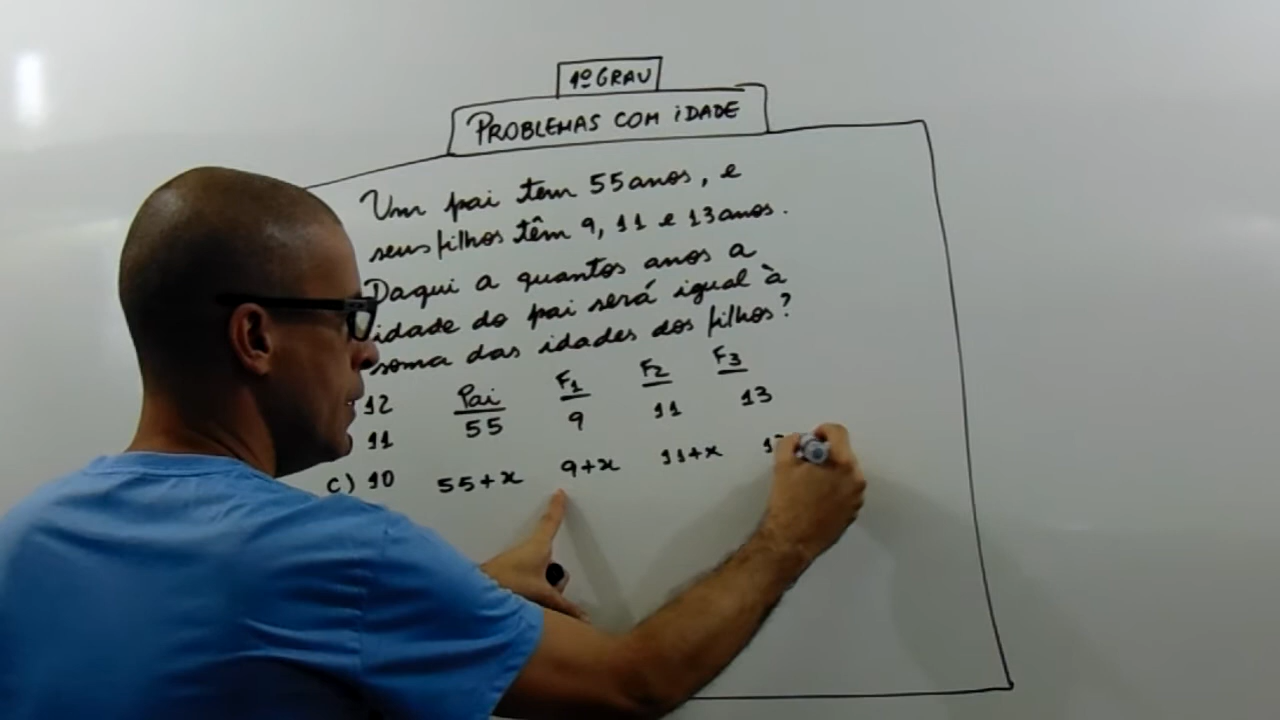 1º GRAU
PROBLEMAS COM IDADE
Um pai tem 55 anos, e
seus filhos têm 9, 11 e 13 anos.
Daqui a quantos anos a
idade do pai será igual à
soma das idades dos filhos?
12 Pai F1 F2 F3
) 11 55 9 11 13
C) 10 55+x 9+x 11+x